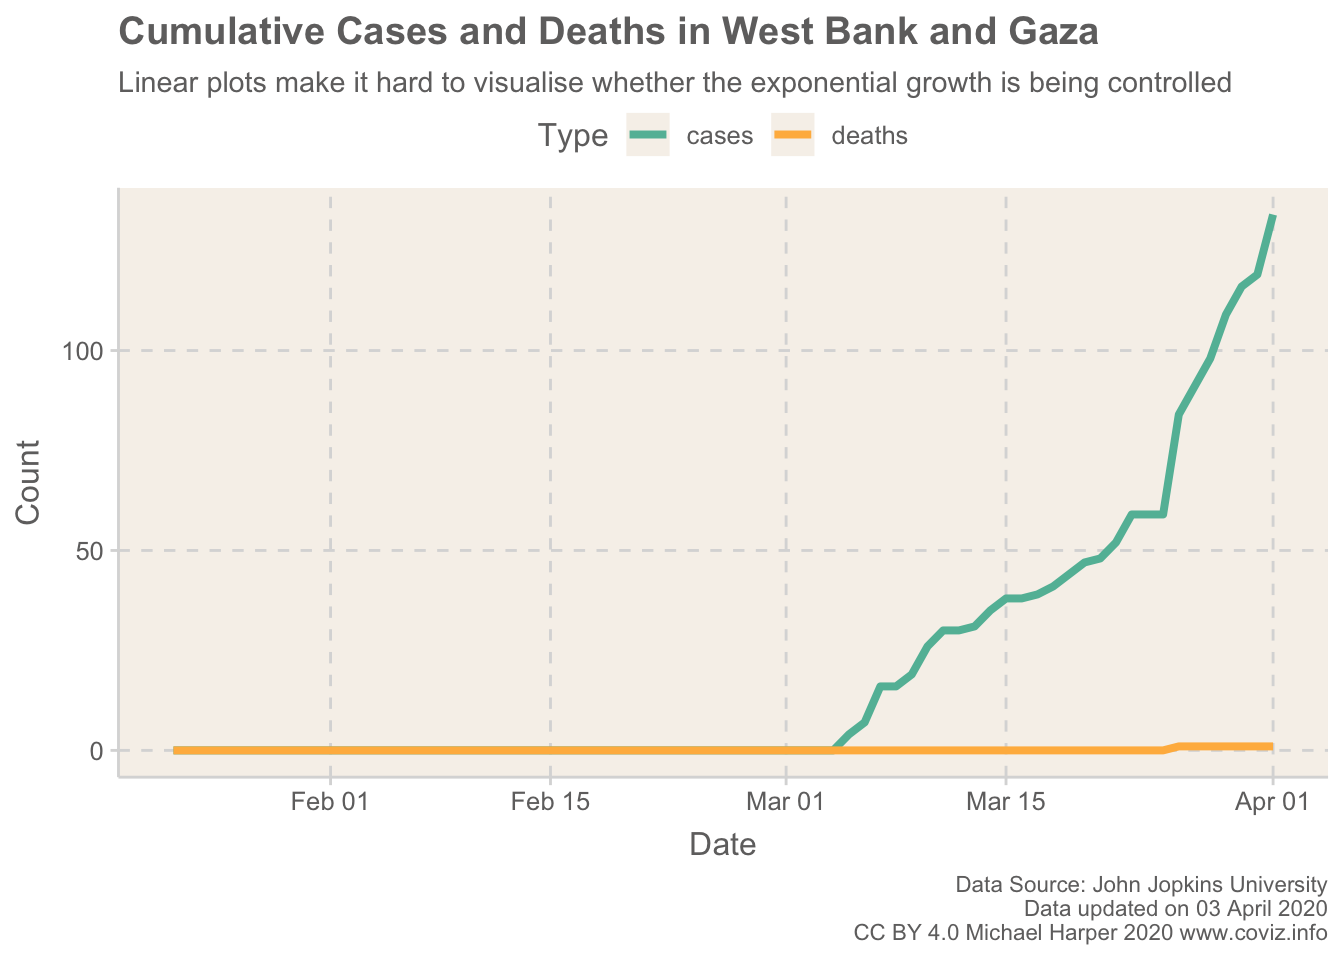 Cumulative Cases and Deaths in West Bank and Gaza
Linear plots make it hard to visualise whether the exponential growth is being controlled
Type cases deaths
100
50
0
Count
Feb 01 Feb 15 Mar 01 Mar 15 Apr 01
Date
Data Source: John Jopkins University
Data updated on 03 April 2020
CC BY 4.0 Michael Harper 2020 www.coviz.info